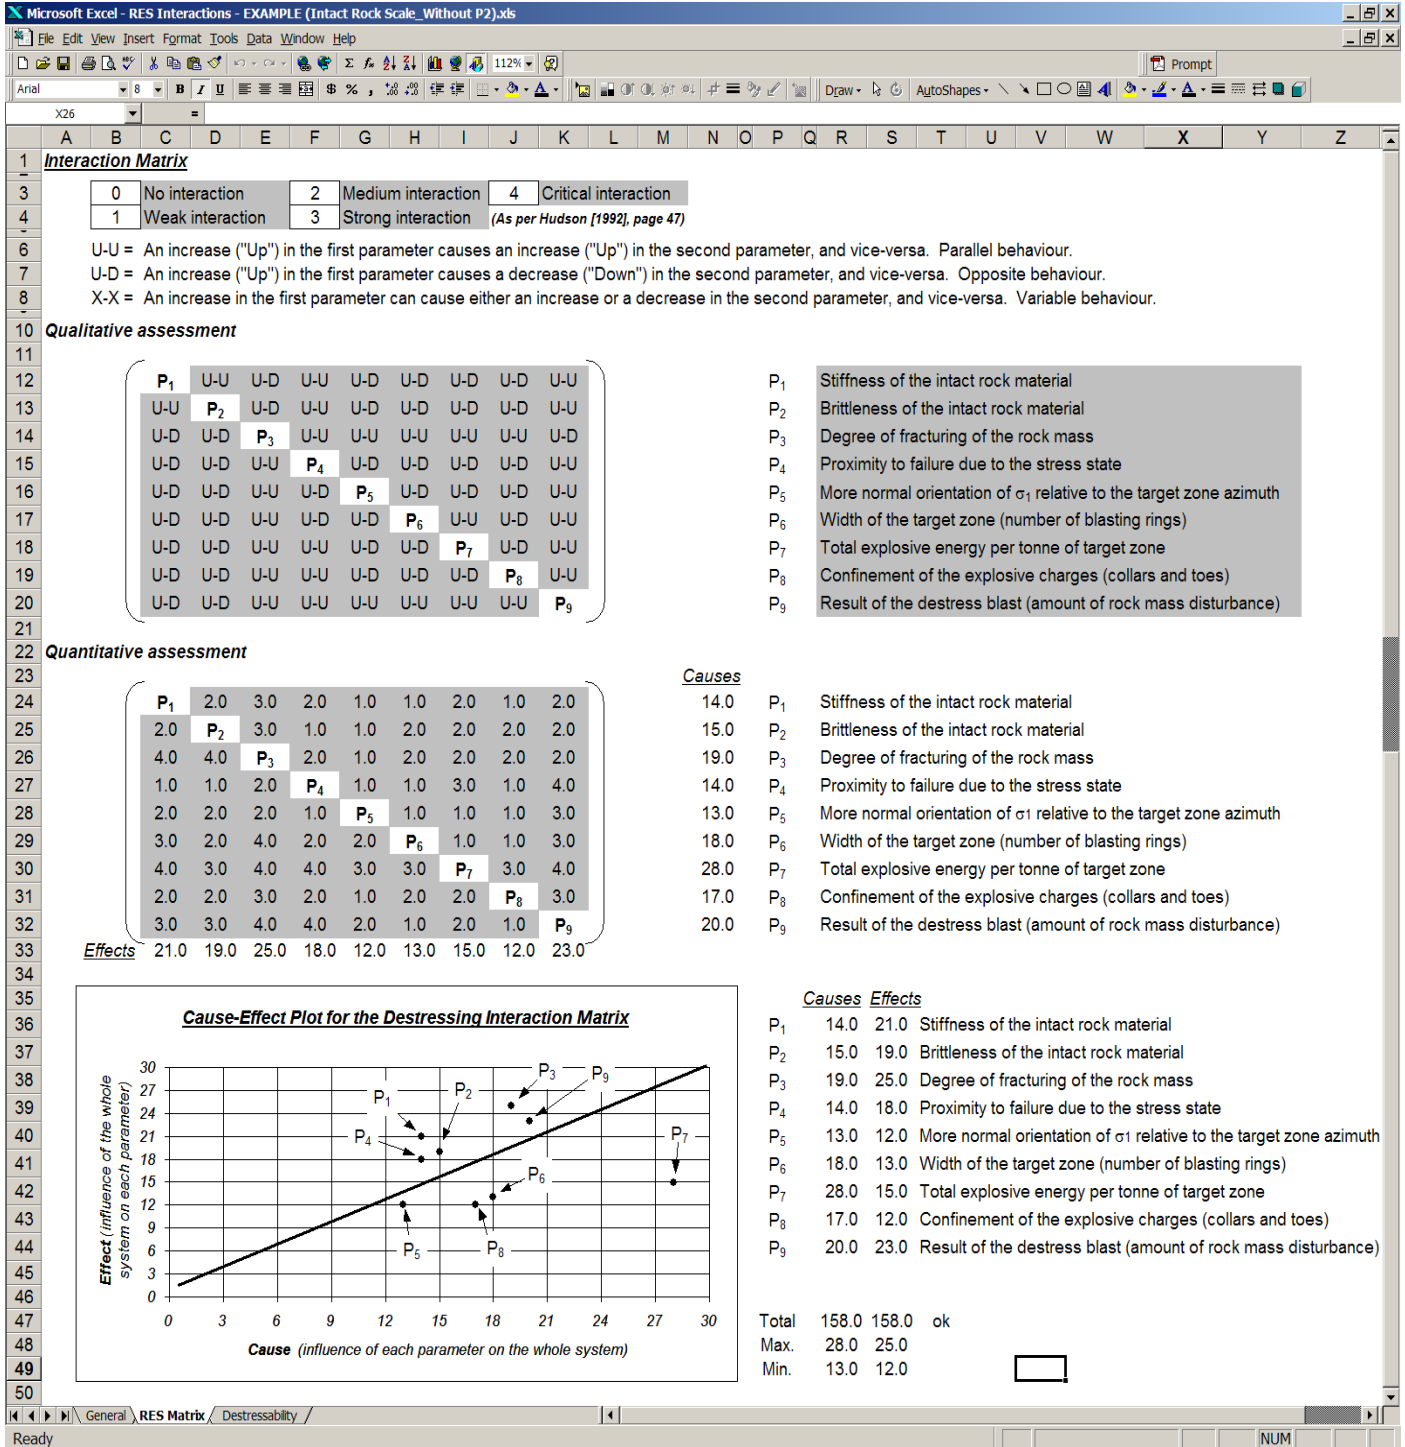 Microsoft Excel - RES Interactions - EXAMPLE (Intact Rock Scale_Without P2).xls
File Edit View Insert Format Tools Data Window Help
112% Prompt
Arial 8 B I U $ % , Draw AutoShapes
X26 =
A B C D E F G H I J K L M N O P Q R S T U V W X Y Z
1 Interaction Matrix
3 0 No interaction 2 Medium interaction 4 Critical interaction
4 1 Weak interaction 3 Strong interaction (As per Hudson [1992], page 47)
6 U-U = An increase ("Up") in the first parameter causes an increase ("Up") in the second parameter, and vice-versa. Parallel behaviour.
7 U-D = An increase ("Up") in the first parameter causes a decrease ("Down") in the second parameter, and vice-versa. Opposite behaviour.
8 X-X = An increase in the first parameter can cause either an increase or a decrease in the second parameter, and vice-versa. Variable behaviour.
10 Qualitative assessment
11
12 P1 U-U U-D U-U U-D U-D U-D U-D U-U P1 Stiffness of the intact rock material
13 U-U P2 U-D U-U U-D U-D U-D U-D U-U P2 Brittleness of the intact rock material
14 U-D U-D P3 U-U U-U U-U U-U U-U U-D P3 Degree of fracturing of the rock mass
15 U-D U-D U-U P4 U-D U-D U-D U-D U-U P4 Proximity to failure due to the stress state
16 U-D U-D U-U U-D P5 U-D U-D U-D U-U P5 More normal orientation of σ1 relative to the target zone azimuth
17 U-D U-D U-U U-D U-D P6 U-U U-D U-U P6 Width of the target zone (number of blasting rings)
18 U-D U-D U-U U-U U-D U-D P7 U-D U-U P7 Total explosive energy per tonne of target zone
19 U-D U-D U-U U-U U-D U-D U-D P8 U-U P8 Confinement of the explosive charges (collars and toes)
20 U-D U-D U-U U-U U-U U-U U-U U-U P9 P9 Result of the destress blast (amount of rock mass disturbance)
21
22 Quantitative assessment
23 Causes
24 P1 2.0 3.0 2.0 1.0 1.0 2.0 1.0 2.0 14.0 P1 Stiffness of the intact rock material
25 2.0 P2 3.0 1.0 1.0 2.0 2.0 2.0 2.0 15.0 P2 Brittleness of the intact rock material
26 4.0 4.0 P3 2.0 1.0 2.0 2.0 2.0 2.0 19.0 P3 Degree of fracturing of the rock mass
27 1.0 1.0 2.0 P4 1.0 1.0 3.0 1.0 4.0 14.0 P4 Proximity to failure due to the stress state
28 2.0 2.0 2.0 1.0 P5 1.0 1.0 1.0 3.0 13.0 P5 More normal orientation of σ1 relative to the target zone azimuth
29 3.0 2.0 4.0 2.0 2.0 P6 1.0 1.0 3.0 18.0 P6 Width of the target zone (number of blasting rings)
30 4.0 3.0 4.0 4.0 3.0 3.0 P7 3.0 4.0 28.0 P7 Total explosive energy per tonne of target zone
31 2.0 2.0 3.0 2.0 1.0 2.0 2.0 P8 3.0 17.0 P8 Confinement of the explosive charges (collars and toes)
32 3.0 3.0 4.0 4.0 2.0 1.0 2.0 1.0 P9 20.0 P9 Result of the destress blast (amount of rock mass disturbance)
33 Effects 21.0 19.0 25.0 18.0 12.0 13.0 15.0 12.0 23.0
34
35 Causes Effects
36 P1 14.0 21.0 Stiffness of the intact rock material
37 P2 15.0 19.0 Brittleness of the intact rock material
38 P3 19.0 25.0 Degree of fracturing of the rock mass
39 P4 14.0 18.0 Proximity to failure due to the stress state
40 P5 13.0 12.0 More normal orientation of σ1 relative to the target zone azimuth
41 P6 18.0 13.0 Width of the target zone (number of blasting rings)
42 P7 28.0 15.0 Total explosive energy per tonne of target zone
43 P8 17.0 12.0 Confinement of the explosive charges (collars and toes)
44 P9 20.0 23.0 Result of the destress blast (amount of rock mass disturbance)
45
46
47 Total 158.0 158.0 ok
48 Max. 28.0 25.0
49 Min. 13.0 12.0
50
Cause-Effect Plot for the Destressing Interaction Matrix
Effect (influence of the whole
system on each parameter)
30
27
24
21
18
15
12
9
6
3
0
P3 P9
P1 P2
P4 P7
P6
P5 P8
0 3 6 9 12 15 18 21 24 27 30
Cause (influence of each parameter on the whole system)
General RES Matrix Destressability
Ready NUM